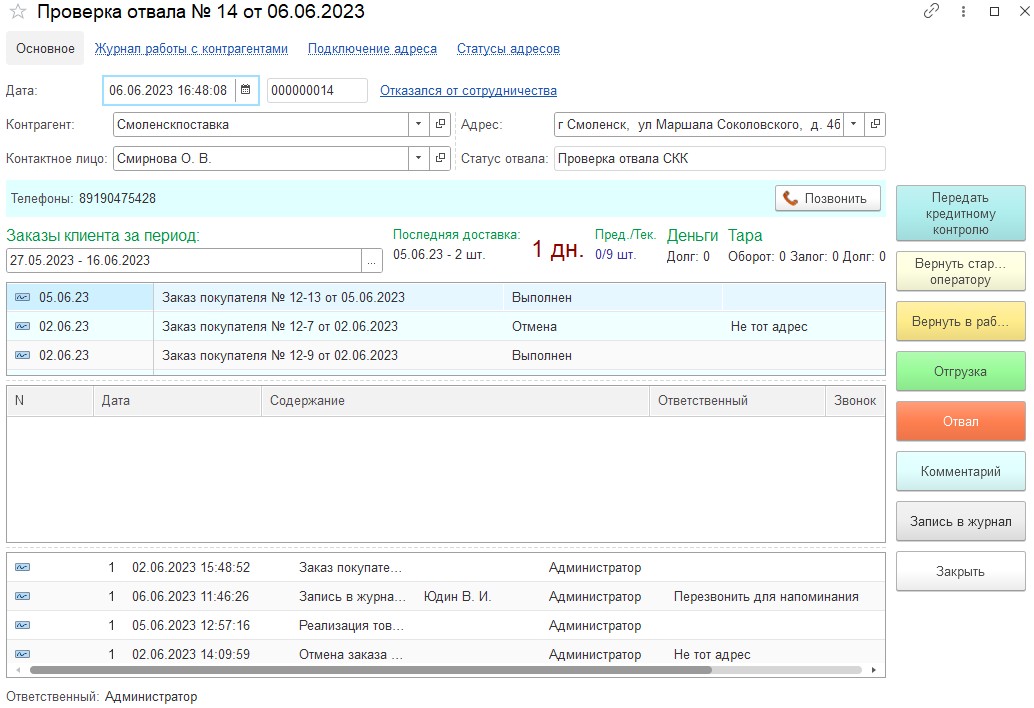 Проверка отвала № 14 от 06.06.2023
Основное Журнал работы с контрагентами Подключение адреса Статусы адресов
Дата: 06.06.2023 16:48:08 000000014 Отказался от сотрудничества
Контрагент: Смоленскпоставка Адрес: г Смоленск, ул Маршала Соколовского, д. 4б
Контактное лицо: Смирнова О. В. Статус отвала: Проверка отвала СКК
Телефоны: 89190475428 Позвонить
Заказы клиента за период: Последняя доставка: 1 дн. Пред./Тек. Деньги Тара
27.05.2023 - 16.06.2023 ... 05.06.23 - 2 шт. 0/9 шт. Долг: 0 Оборот: 0 Залог: 0 Долг: 0
05.06.23 Заказ покупателя № 12-13 от 05.06.2023 Выполнен
02.06.23 Заказ покупателя № 12-7 от 02.06.2023 Отмена Не тот адрес
02.06.23 Заказ покупателя № 12-9 от 02.06.2023 Выполнен
N Дата Содержание Ответственный Звонок
1 02.06.2023 15:48:52 Заказ покупате... Администратор
1 06.06.2023 11:46:26 Запись в журна... Юдин В. И. Администратор Перезвонить для напоминания
1 05.06.2023 12:57:16 Реализация тов... Администратор
1 02.06.2023 14:09:59 Отмена заказа ... Администратор Не тот адрес
Ответственный: Администратор
Передать
кредитному
контролю
Вернуть стар...
оператору
Вернуть в раб...
Отгрузка
Отвал
Комментарий
Запись в журнал
Закрыть